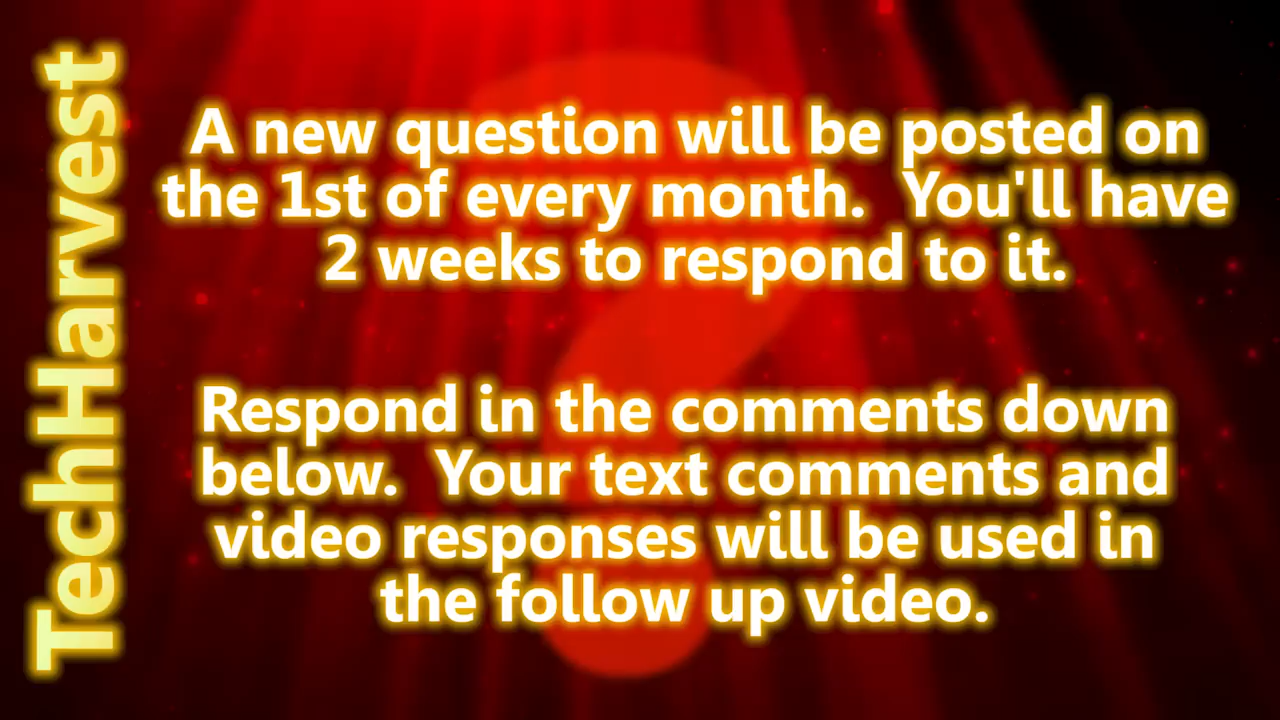 TechHarvest
A new question will be posted on
the 1st of every month.  You'll have
2 weeks to respond to it.
Respond in the comments down
below.  Your text comments and
video responses will be used in
the follow up video.